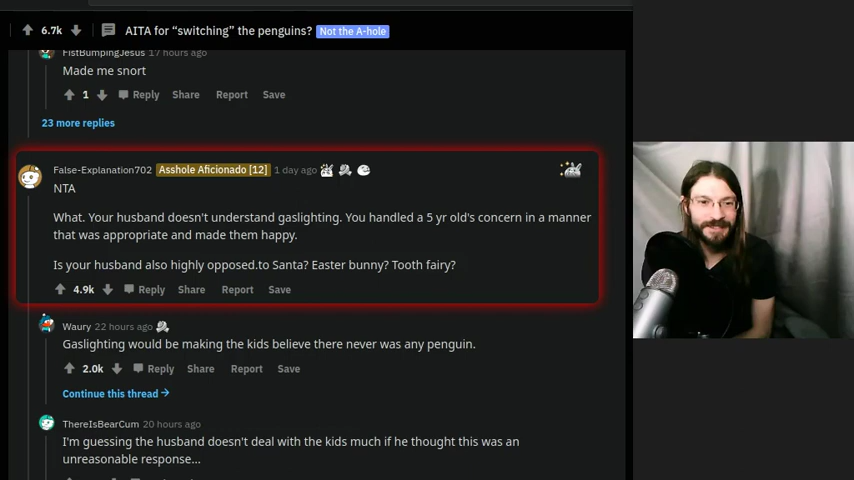 6.7k AITA for “switching” the penguins? Not the A-hole
FistBumpingJesus 17 hours ago
Made me snort
1 Reply Share Report Save
23 more replies
False-Explanation702 Asshole Aficionado [12] 1 day ago
NTA
What. Your husband doesn't understand gaslighting. You handled a 5 yr old's concern in a manner
that was appropriate and made them happy.
Is your husband also highly opposed.to Santa? Easter bunny? Tooth fairy?
4.9k Reply Share Report Save
Waury 22 hours ago
Gaslighting would be making the kids believe there never was any penguin.
2.0k Reply Share Report Save
Continue this thread
ThereIsBearCum 20 hours ago
I'm guessing the husband doesn't deal with the kids much if he thought this was an
unreasonable response...